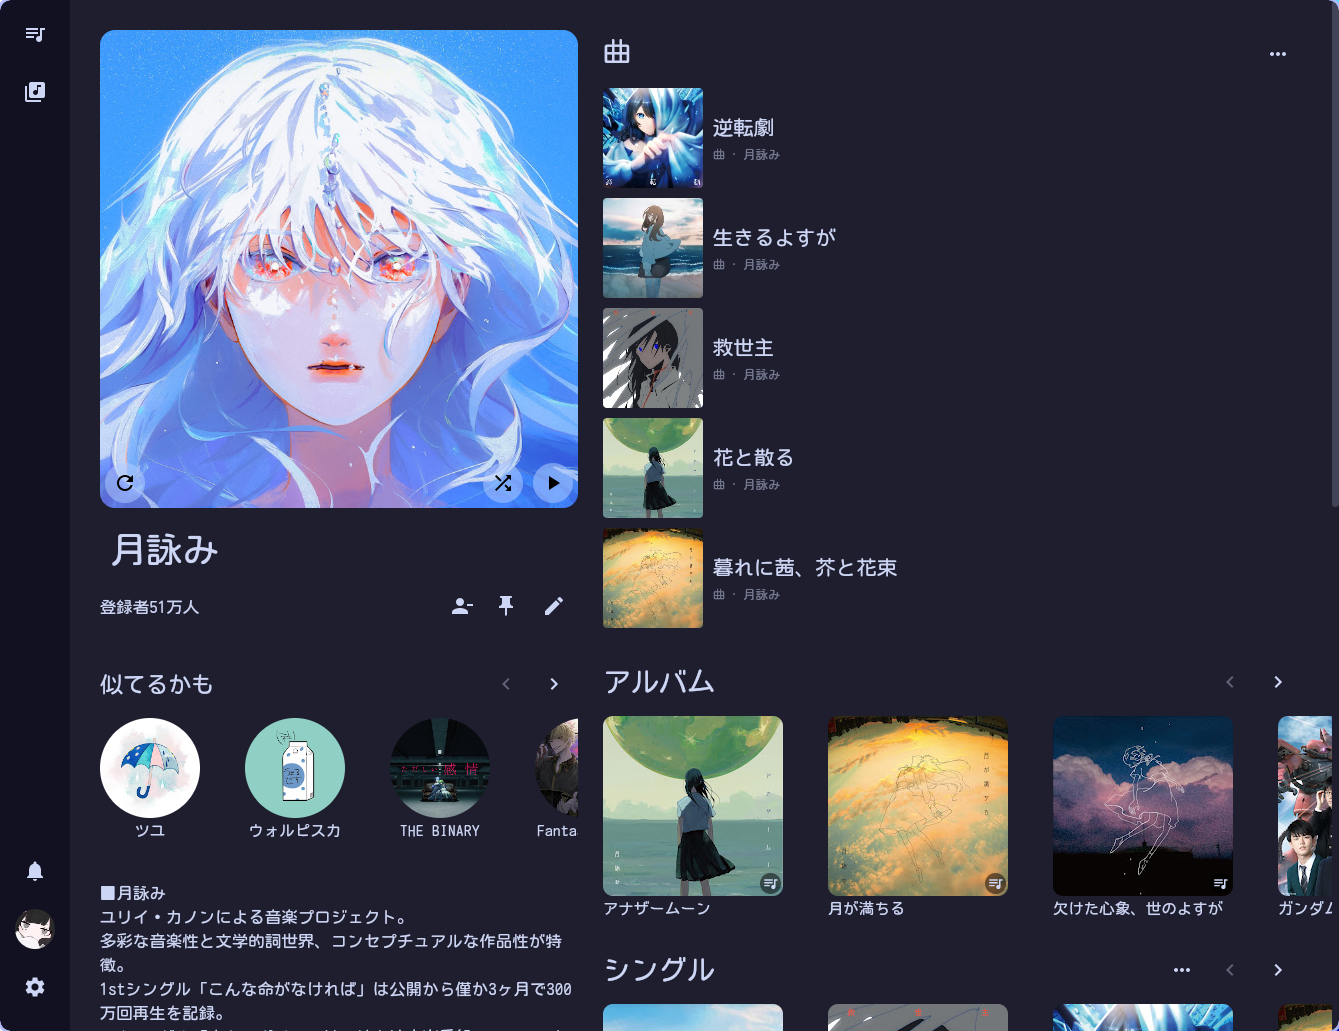 月詠み
登録者51万人
似てるかも
ツユ
ウォルピスカ
THE BINARY
Fanta
■月詠み
ユリイ・カノンによる音楽プロジェクト。
多彩な音楽性と文学的詞世界、コンセプチュアルな作品性が特
徴。
1stシングル「こんな命がなければ」は公開から僅か3ヶ月で300
万回再生を記録。
曲
逆転劇
曲 · 月詠み
生きるよすが
曲 · 月詠み
救世主
曲 · 月詠み
花と散る
曲 · 月詠み
暮れに茜、芥と花束
曲 · 月詠み
アルバム
アナザームーン
月が満ちる
欠けた心象、世のよすが
ガンダム
シングル